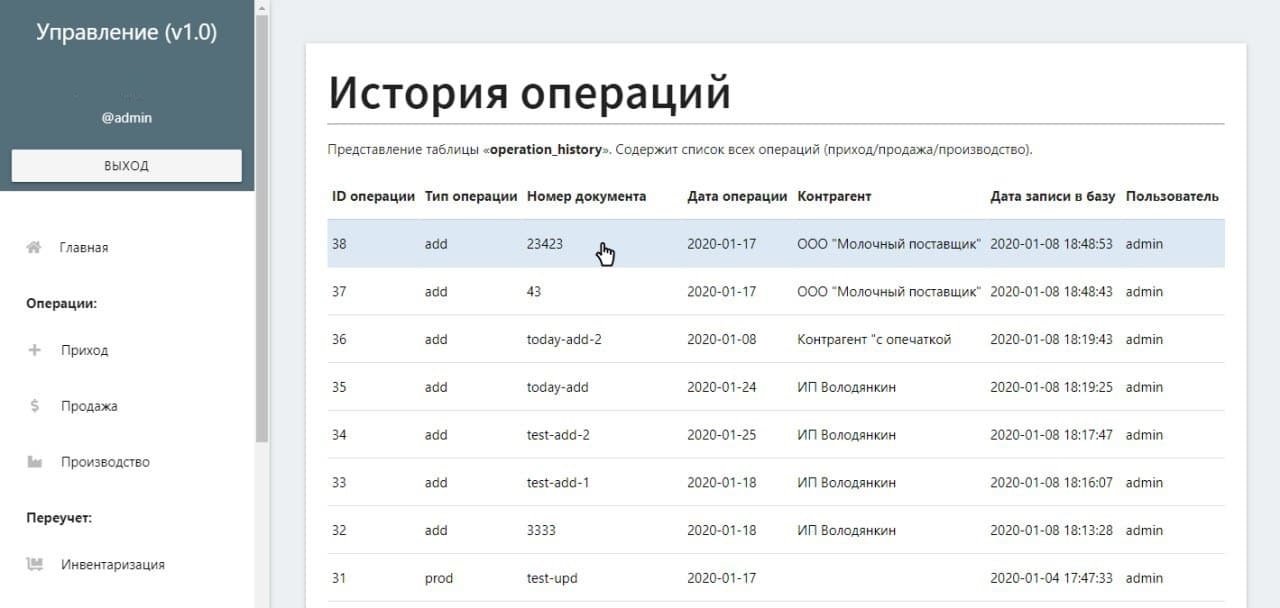 Управление (v1.0)
@admin
ВЫХОД
Главная
Операции:
Приход
Продажа
Производство
Переучет:
Инвентаризация
История операций
Представление таблицы «operation_history». Содержит список всех операций (приход/продажа/производство).
ID операции Тип операции Номер документа Дата операции Контрагент Дата записи в базу Пользователь
38 add 23423 2020-01-17 ООО "Молочный поставщик" 2020-01-08 18:48:53 admin
37 add 43 2020-01-17 ООО "Молочный поставщик" 2020-01-08 18:48:43 admin
36 add today-add-2 2020-01-08 Контрагент "с опечаткой 2020-01-08 18:19:43 admin
35 add today-add 2020-01-24 ИП Володянкин 2020-01-08 18:19:25 admin
34 add test-add-2 2020-01-25 ИП Володянкин 2020-01-08 18:17:47 admin
33 add test-add-1 2020-01-18 ИП Володянкин 2020-01-08 18:16:07 admin
32 add 3333 2020-01-18 ИП Володянкин 2020-01-08 18:13:28 admin
31 prod test-upd 2020-01-17 2020-01-04 17:47:33 admin